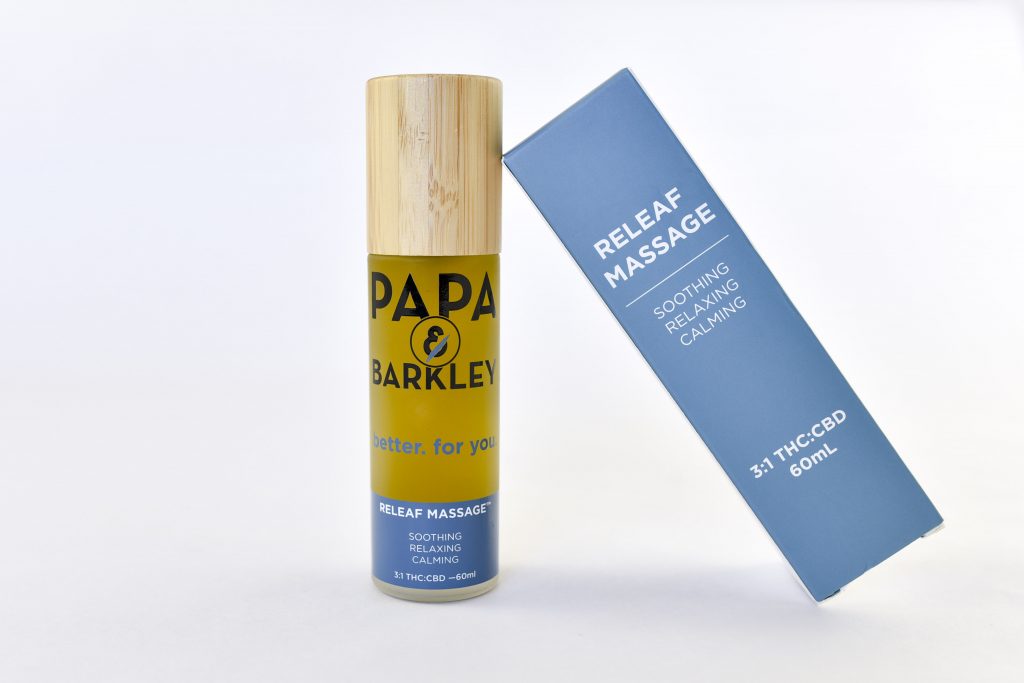 PAPA
&
BARKLEY
better. for you.
RELEAF MASSAGE™
SOOTHING
RELAXING
CALMING
3:1 THC:CBD —60ml
RELEAF
MASSAGE
SOOTHING
RELAXING
CALMING
3:1 THC:CBD
60mL